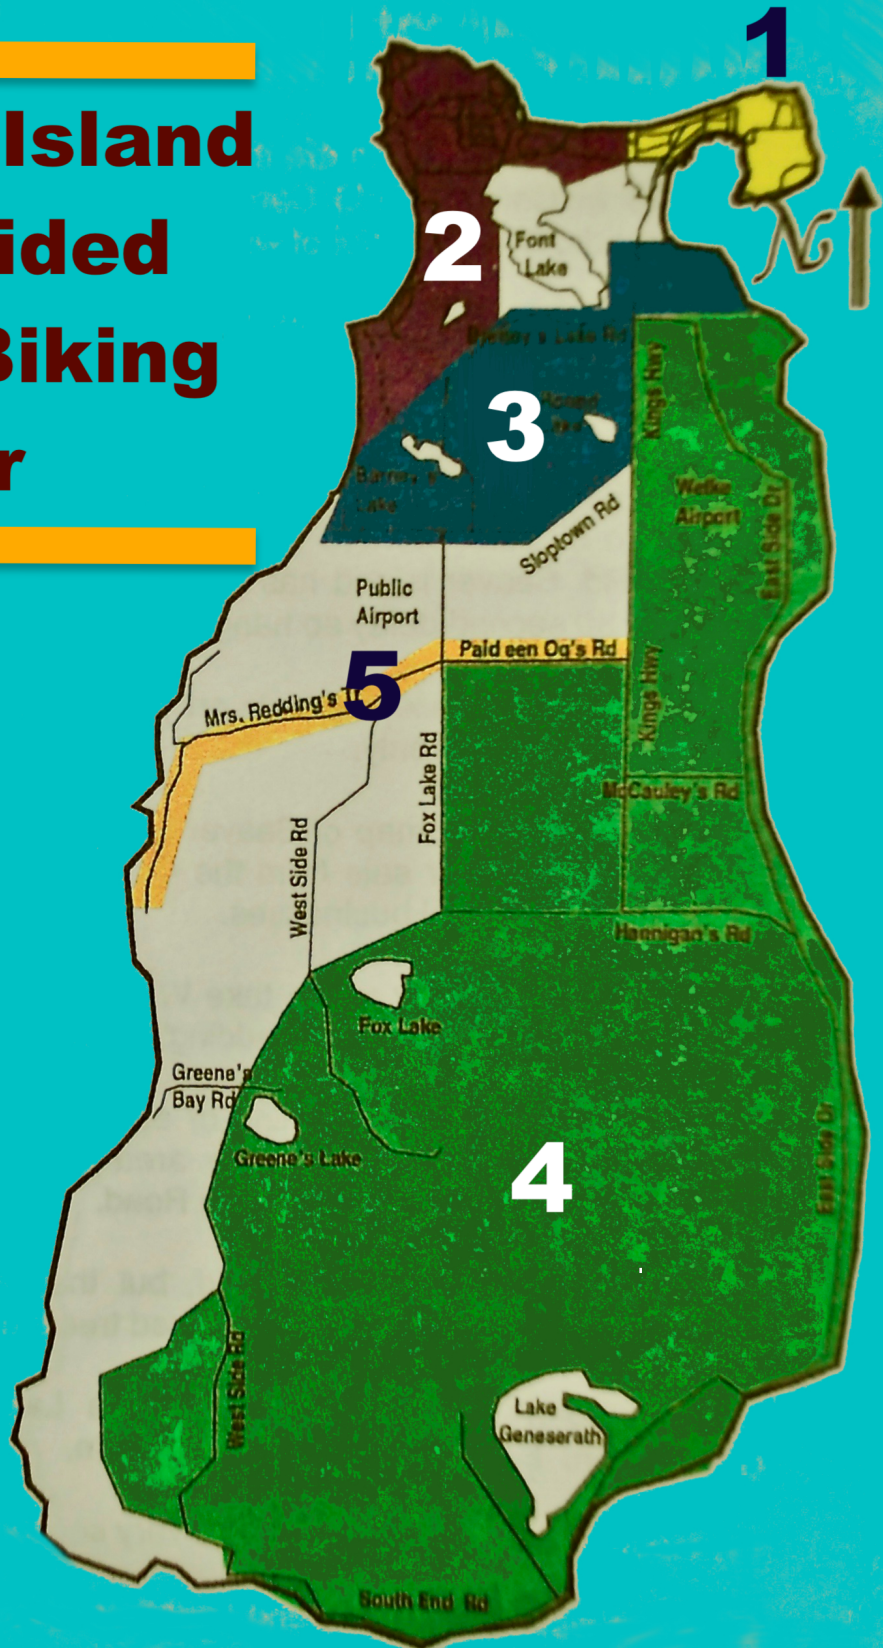 1
Island
ided
Biking
r
N
2
Font
Lake
Kings Hwy
3
Lake
Sloptown Rd
Welke
Airport
East Side Dr
Public
Airport
Paid een Og's Rd
5
Mrs. Redding's Tr
Kings Hwy
Fox Lake Rd
McCauley's Rd
West Side Rd
Hannigan's Rd
Fox Lake
Greene's
Bay Rd
Greene's Lake
4
East Side Dr
West Side Rd
Lake
Geneserath
South End Rd